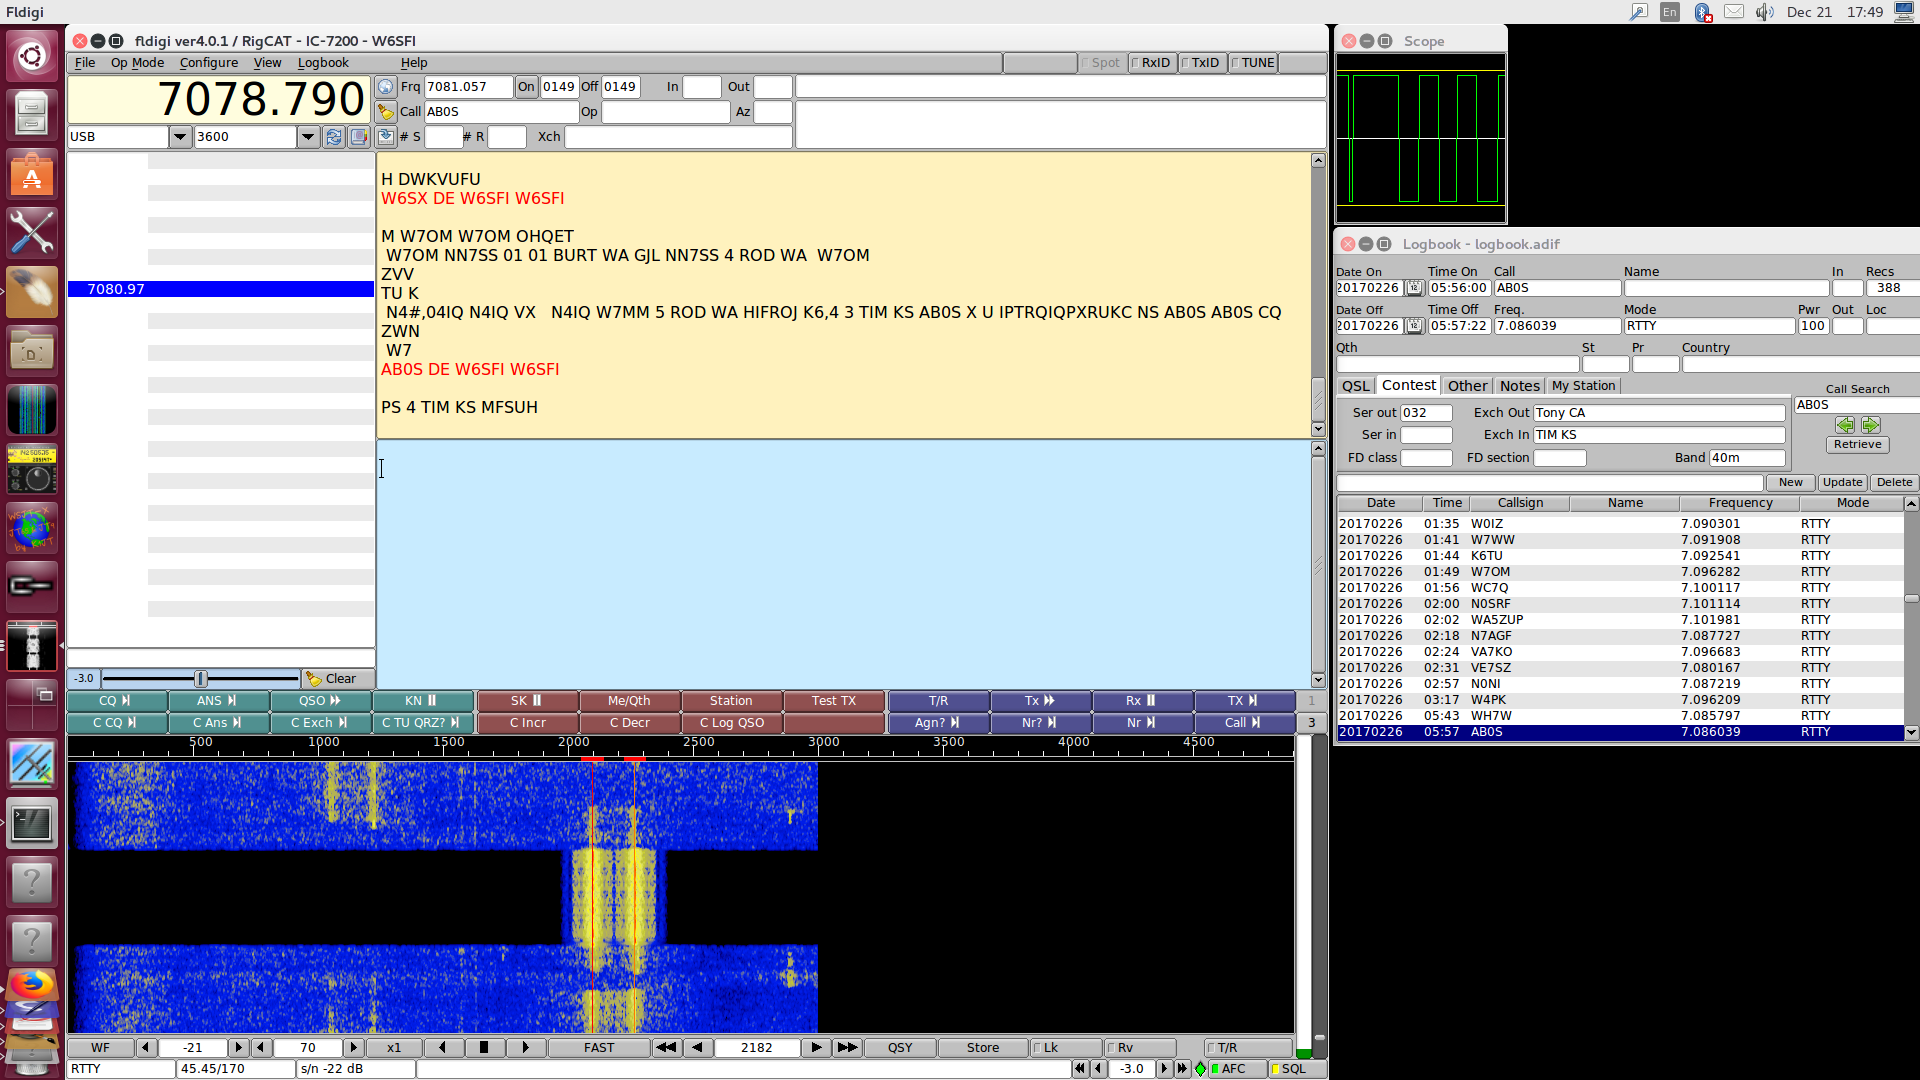 Fldigi
En
Dec 21 17:49
fldigi ver4.0.1 / RigCAT - IC-7200 - W6SFI
File Op Mode Configure View Logbook Help
Spot RxID TxID TUNE
7078.790
Frq 7081.057 On 0149 Off 0149 In Out
Call AB0S Op Az
USB 3600 # S # R Xch
7080.97
H DWKVUFU
W6SX DE W6SFI W6SFI
M W7OM W7OM OHQET
W7OM NN7SS 01 01 BURT WA GJL NN7SS 4 ROD WA W7OM
ZVV
TU K
N4#,04IQ N4IQ VX N4IQ W7MM 5 ROD WA HIFROJ K6,4 3 TIM KS AB0S X U IPTRQIQPXRUKC NS AB0S AB0S CQ
ZWN
W7
AB0S DE W6SFI W6SFI
PS 4 TIM KS MFSUH
-3.0 Clear
CQ ANS QSO KN SK Me/Qth Station Test TX T/R Tx Rx TX 1
C CQ C Ans C Exch C TU QRZ? C Incr C Decr C Log QSO Agn? Nr? Nr Call 3
500 1000 1500 2000 2500 3000 3500 4000 4500
WF -21 70 x1 FAST 2182 QSY Store Lk Rv T/R
RTTY 45.45/170 s/n -22 dB -3.0 AFC SQL
Scope
Logbook - logbook.adif
Date On Time On Call Name In Recs
20170226 05:56:00 AB0S 388
Date Off Time Off Freq. Mode Pwr Out Loc
20170226 05:57:22 7.086039 RTTY 100
Qth St Pr Country
QSL Contest Other Notes My Station
Call Search
AB0S
Retrieve
Ser out 032 Exch Out Tony CA
Ser in Exch In TIM KS
FD class FD section Band 40m
New Update Delete
Date Time Callsign Name Frequency Mode
20170226 01:35 W0IZ 7.090301 RTTY
20170226 01:41 W7WW 7.091908 RTTY
20170226 01:44 K6TU 7.092541 RTTY
20170226 01:49 W7OM 7.096282 RTTY
20170226 01:56 WC7Q 7.100117 RTTY
20170226 02:00 N0SRF 7.101114 RTTY
20170226 02:02 WA5ZUP 7.101981 RTTY
20170226 02:18 N7AGF 7.087727 RTTY
20170226 02:24 VA7KO 7.096683 RTTY
20170226 02:31 VE7SZ 7.080167 RTTY
20170226 02:57 N0NI 7.087219 RTTY
20170226 03:17 W4PK 7.096209 RTTY
20170226 05:43 WH7W 7.085797 RTTY
20170226 05:57 AB0S 7.086039 RTTY